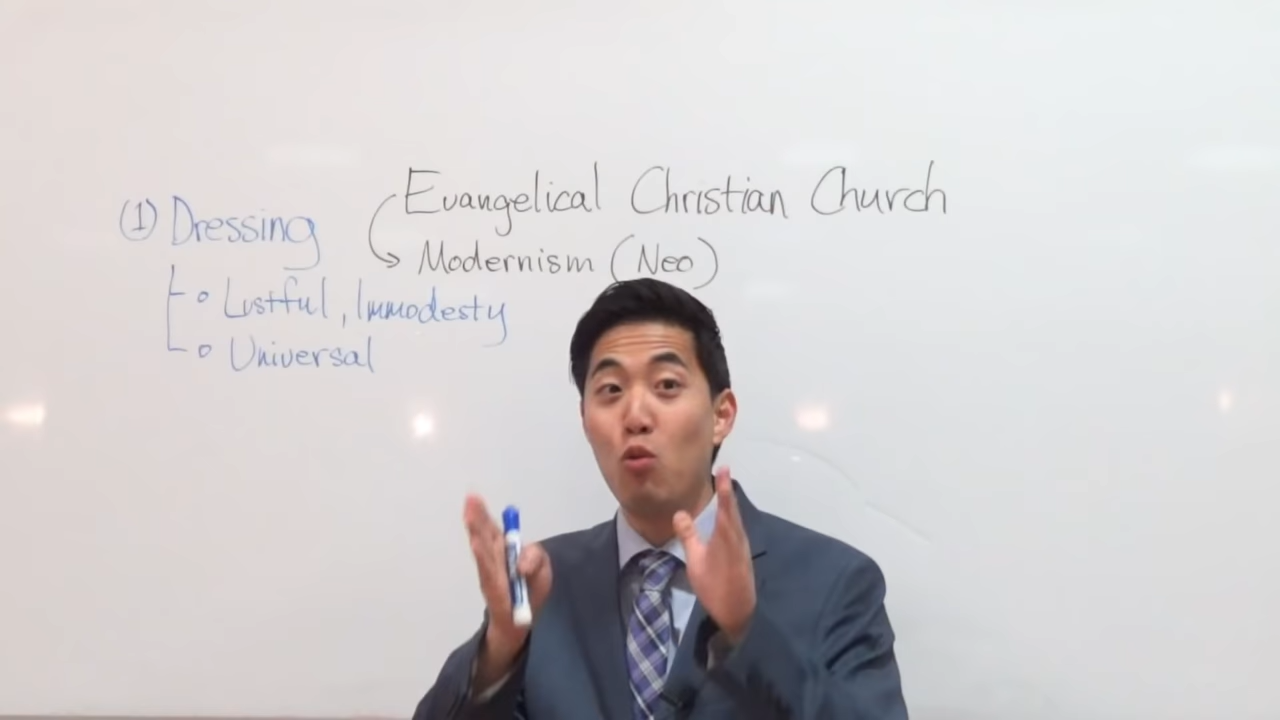 Evangelical Christian Church
Modernism (Neo)
(1) Dressing
Lustful, Immodesty
Universal